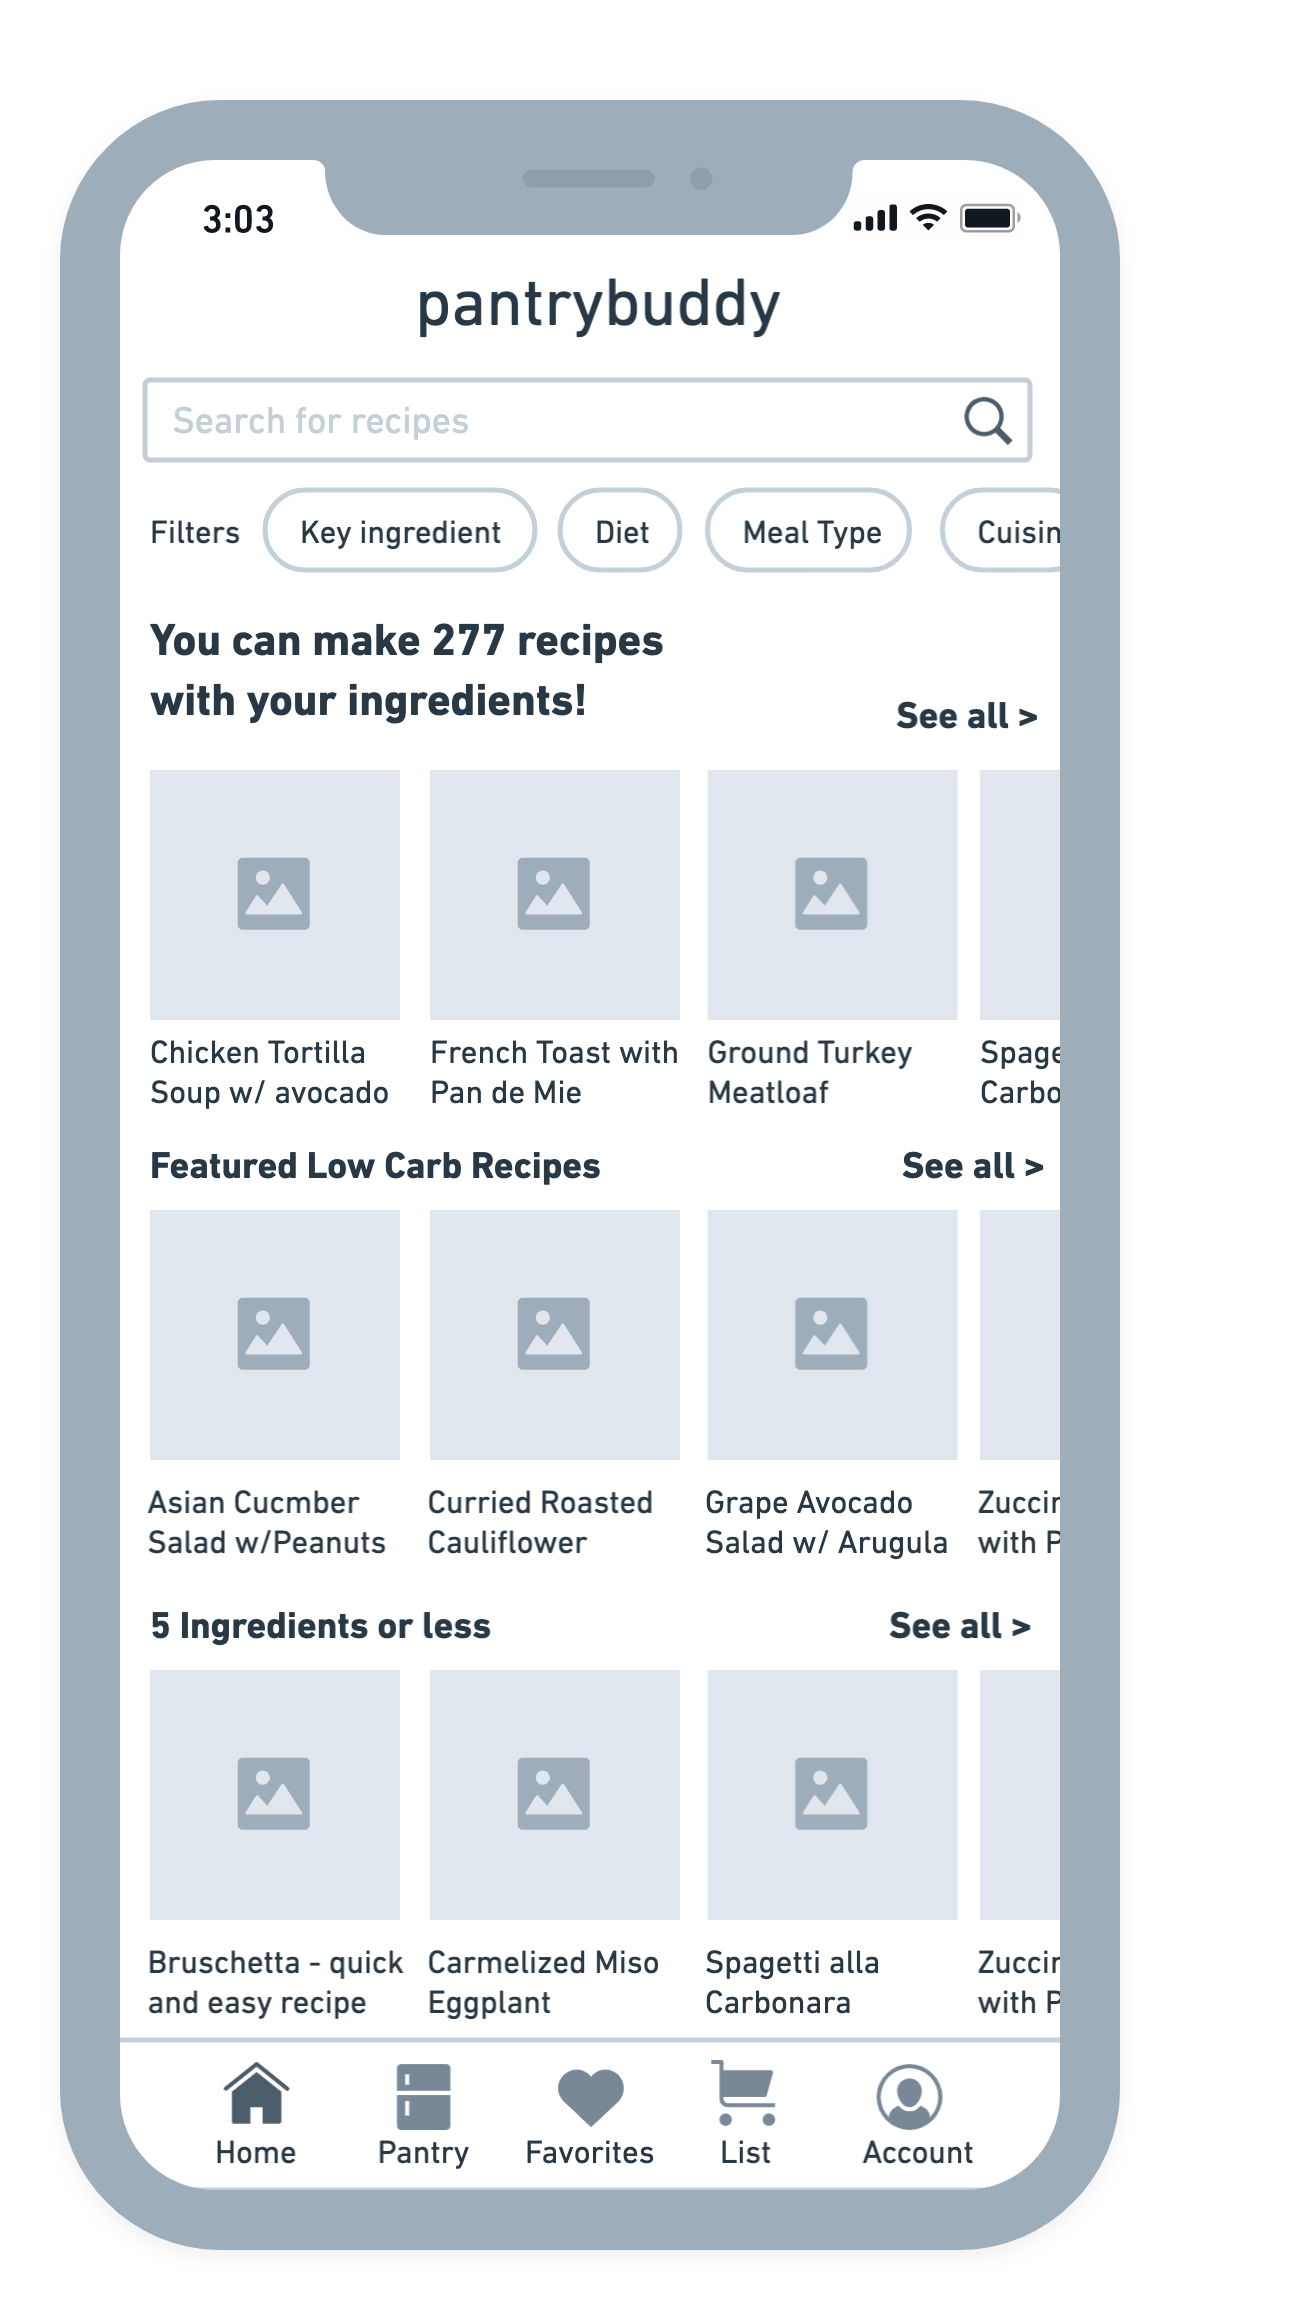 3:03
pantrybuddy
Search for recipes
Filters Key ingredient Diet Meal Type Cuisin
You can make 277 recipes
with your ingredients!
See all >
Chicken Tortilla
Soup w/ avocado
French Toast with
Pan de Mie
Ground Turkey
Meatloaf
Spage
Carbo
Featured Low Carb Recipes
See all >
Asian Cucmber
Salad w/Peanuts
Curried Roasted
Cauliflower
Grape Avocado
Salad w/ Arugula
Zuccin
with P
5 Ingredients or less
See all >
Bruschetta - quick
and easy recipe
Carmelized Miso
Eggplant
Spagetti alla
Carbonara
Zuccin
with P
Home Pantry Favorites List Account